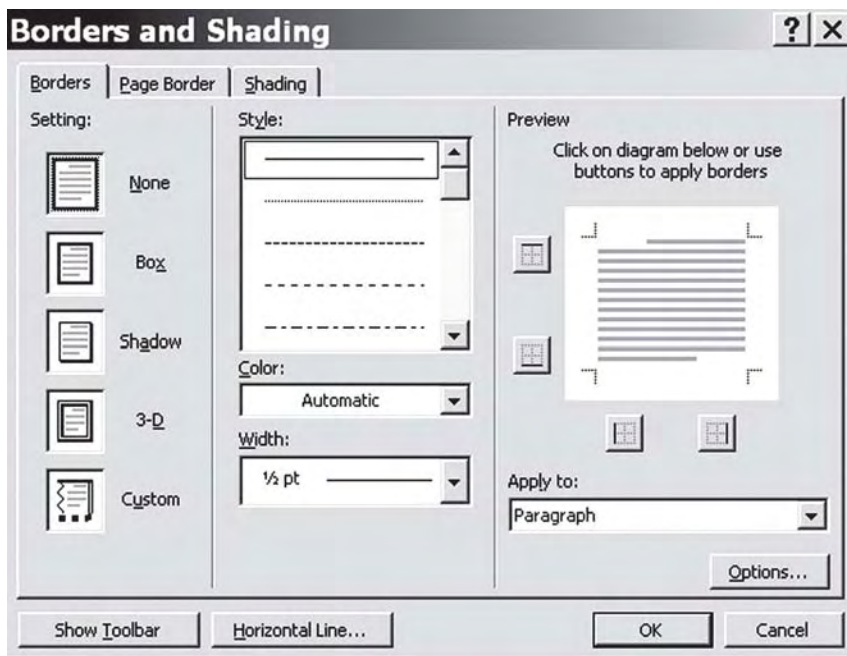 Borders and Shading
Borders
Page Border
Shading
Setting:
None
Box
Shadow
3-D
Custom
Style:
Color:
Automatic
Width:
½ pt
Preview
Click on diagram below or use
buttons to apply borders
Apply to:
Paragraph
Options...
Show Toolbar
Horizontal Line...
OK
Cancel